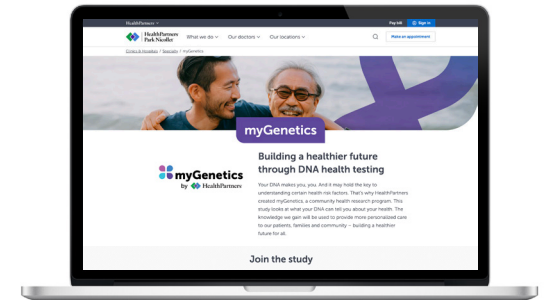 HealthPartners
Pay bill
Sign in
HealthPartners
Park Nicollet
What we do
Our doctors
Our locations
Make an appointment
Clinics & Hospitals / Specialty / myGenetics
myGenetics
Building a healthier future
through DNA health testing
myGenetics
by HealthPartners
Your DNA makes you, you. And it may hold the key to
understanding certain health risk factors. That's why HealthPartners
created myGenetics, a community health research program. This
study looks at what your DNA can tell you about your health. The
knowledge we gain will be used to provide more personalized care
to our patients, families and community – building a healthier
future for all.
Join the study